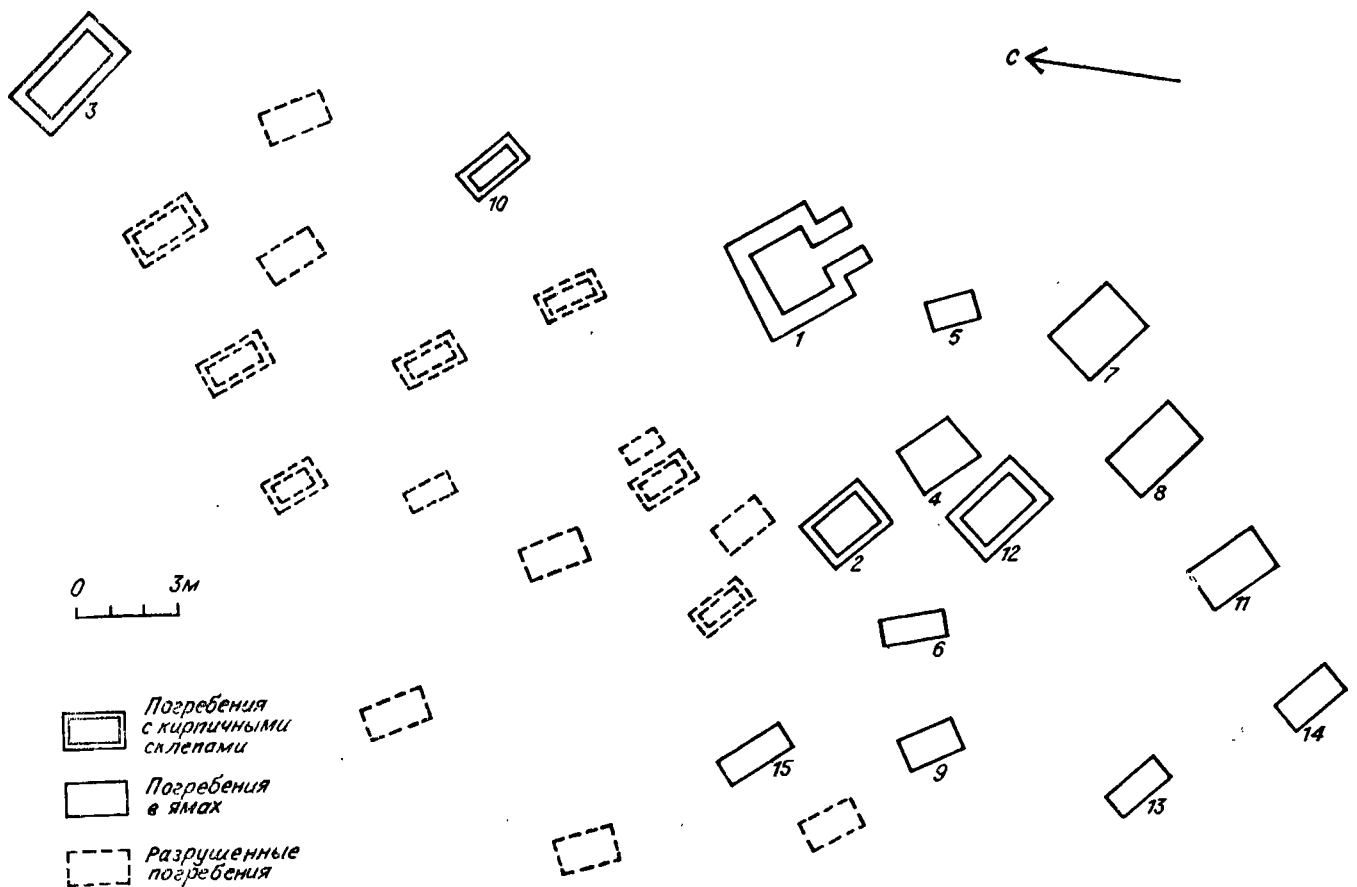 С
3
10
1
5
7
4
8
2
12
11
6
0 3м
14
15
9
13
Погребения
с кирпичными
склепами
Погребения
в ямах
Разрушенные
погребения